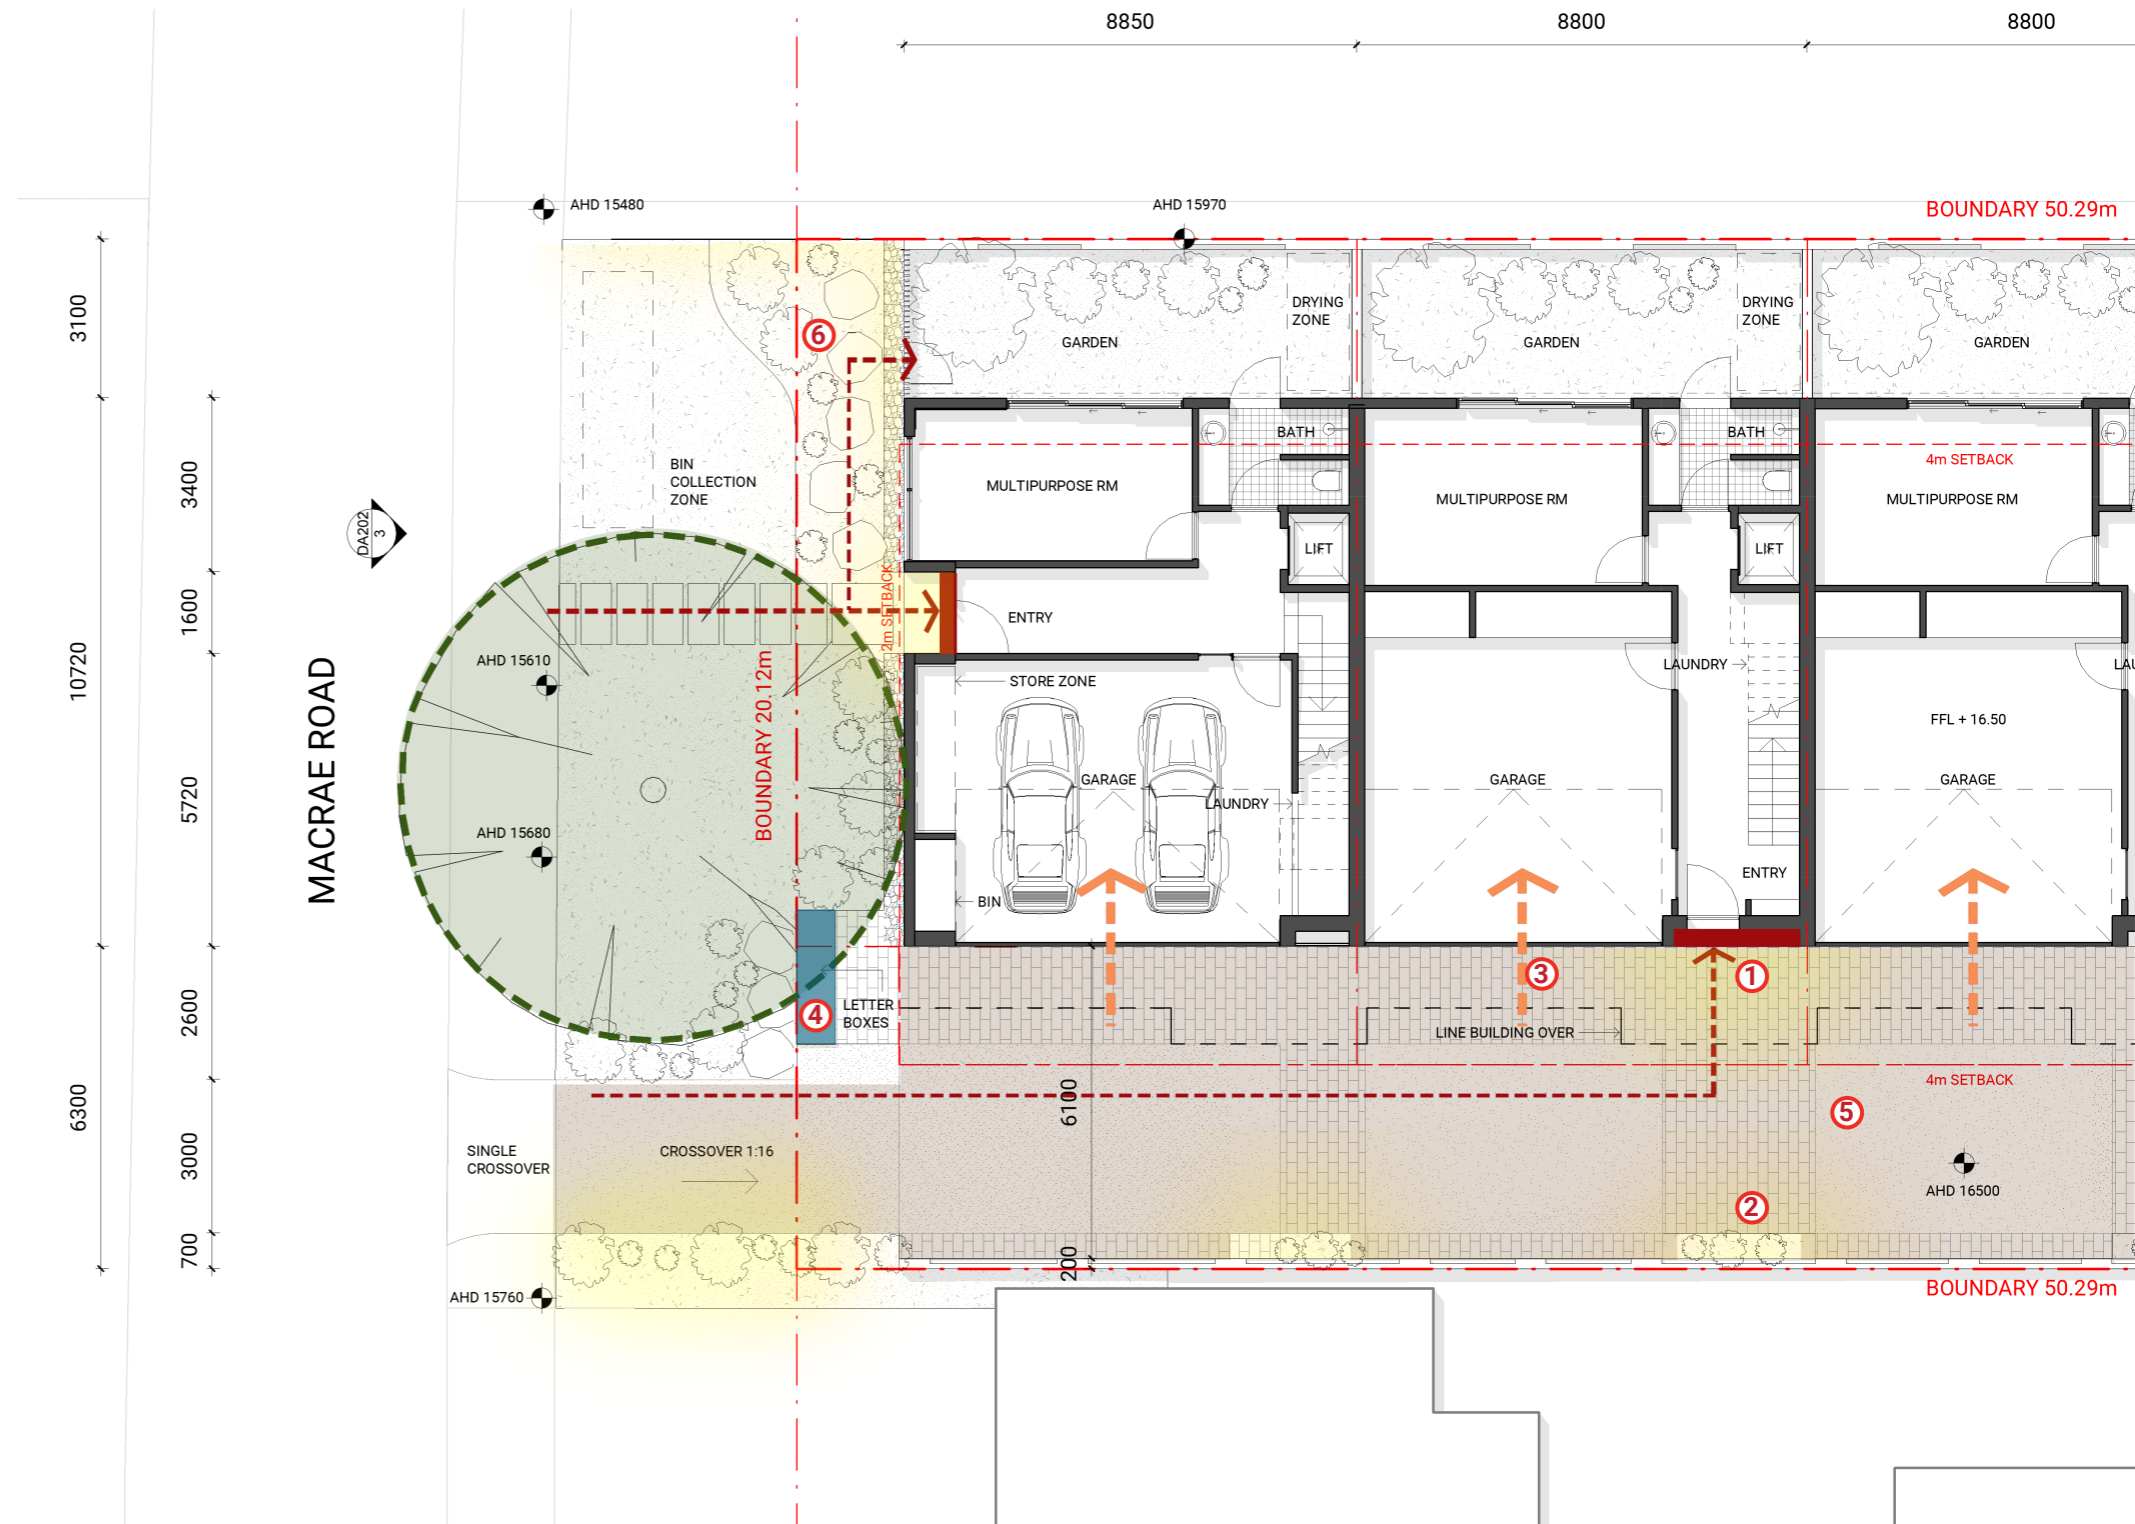 8850
8800
8800
AHD 15480
AHD 15970
BOUNDARY 50.29m
3100
DRYING
ZONE
DRYING
ZONE
6
GARDEN
GARDEN
GARDEN
BATH
BATH
4m SETBACK
3400
BIN
COLLECTION
ZONE
MULTIPURPOSE RM
MULTIPURPOSE RM
MULTIPURPOSE RM
DA202
3
LIFT
LIFT
2m SETBACK
1600
ENTRY
10720
AHD 15610
LAUNDRY
LAU
STORE ZONE
MACRAE ROAD
BOUNDARY 20.12m
FFL + 16.50
5720
GARAGE
GARAGE
GARAGE
LAUNDRY
AHD 15680
ENTRY
BIN
3
1
2600
LETTER
BOXES
4
LINE BUILDING OVER
4m SETBACK
6300
6100
5
3000
SINGLE
CROSSOVER
CROSSOVER 1:16
AHD 16500
2
700
200
AHD 15760
BOUNDARY 50.29m